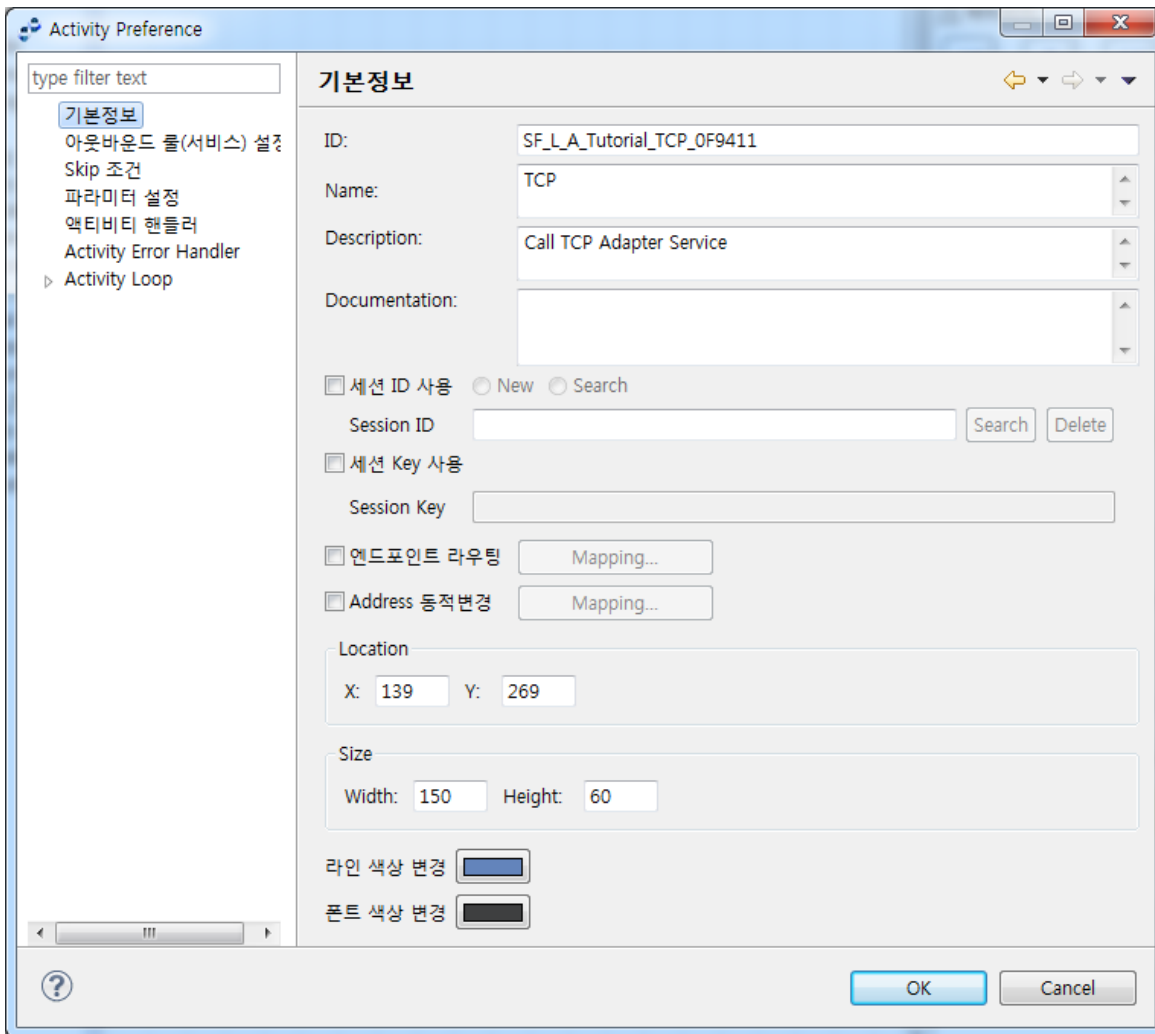 Activity Preference
type filter text
기본정보
아웃바운드 룰(서비스) 설정
Skip 조건
파라미터 설정
액티비티 핸들러
Activity Error Handler
Activity Loop
기본정보
ID: SF_L_A_Tutorial_TCP_0F9411
Name: TCP
Description: Call TCP Adapter Service
Documentation:
세션 ID 사용 New Search
Session ID Search Delete
세션 Key 사용
Session Key
엔드포인트 라우팅 Mapping...
Address 동적변경 Mapping...
Location
X: 139 Y: 269
Size
Width: 150 Height: 60
라인 색상 변경
폰트 색상 변경
OK Cancel